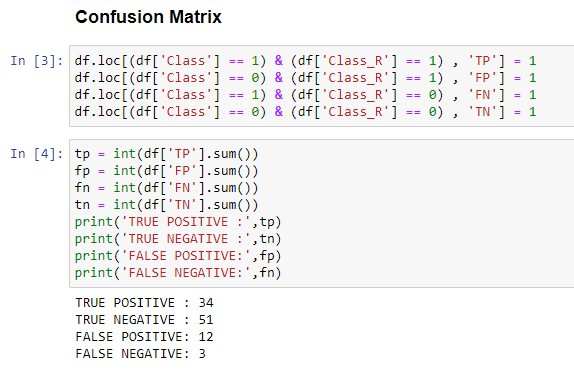 Confusion Matrix
In [3]: df.loc[(df['Class'] == 1) & (df['Class_R'] == 1) , 'TP'] = 1
df.loc[(df['Class'] == 0) & (df['Class_R'] == 1) , 'FP'] = 1
df.loc[(df['Class'] == 1) & (df['Class_R'] == 0) , 'FN'] = 1
df.loc[(df['Class'] == 0) & (df['Class_R'] == 0) , 'TN'] = 1
In [4]: tp = int(df['TP'].sum())
fp = int(df['FP'].sum())
fn = int(df['FN'].sum())
tn = int(df['TN'].sum())
print('TRUE POSITIVE :',tp)
print('TRUE NEGATIVE :',tn)
print('FALSE POSITIVE:',fp)
print('FALSE NEGATIVE:',fn)
TRUE POSITIVE : 34
TRUE NEGATIVE : 51
FALSE POSITIVE: 12
FALSE NEGATIVE: 3